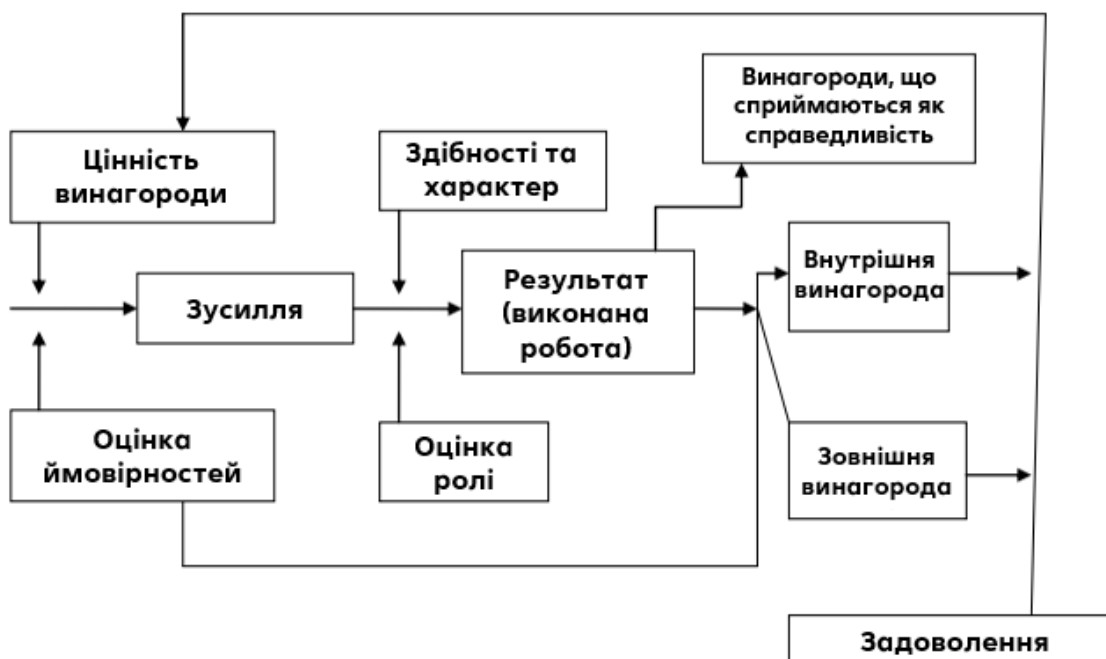 Винагороди, що
сприймаються як
справедливість
Цінність
винагороди
Здібності та
характер
Зусилля
Результат
(виконана
робота)
Внутрішня
винагорода
Оцінка
ймовірностей
Оцінка
ролі
Зовнішня
винагорода
Задоволення